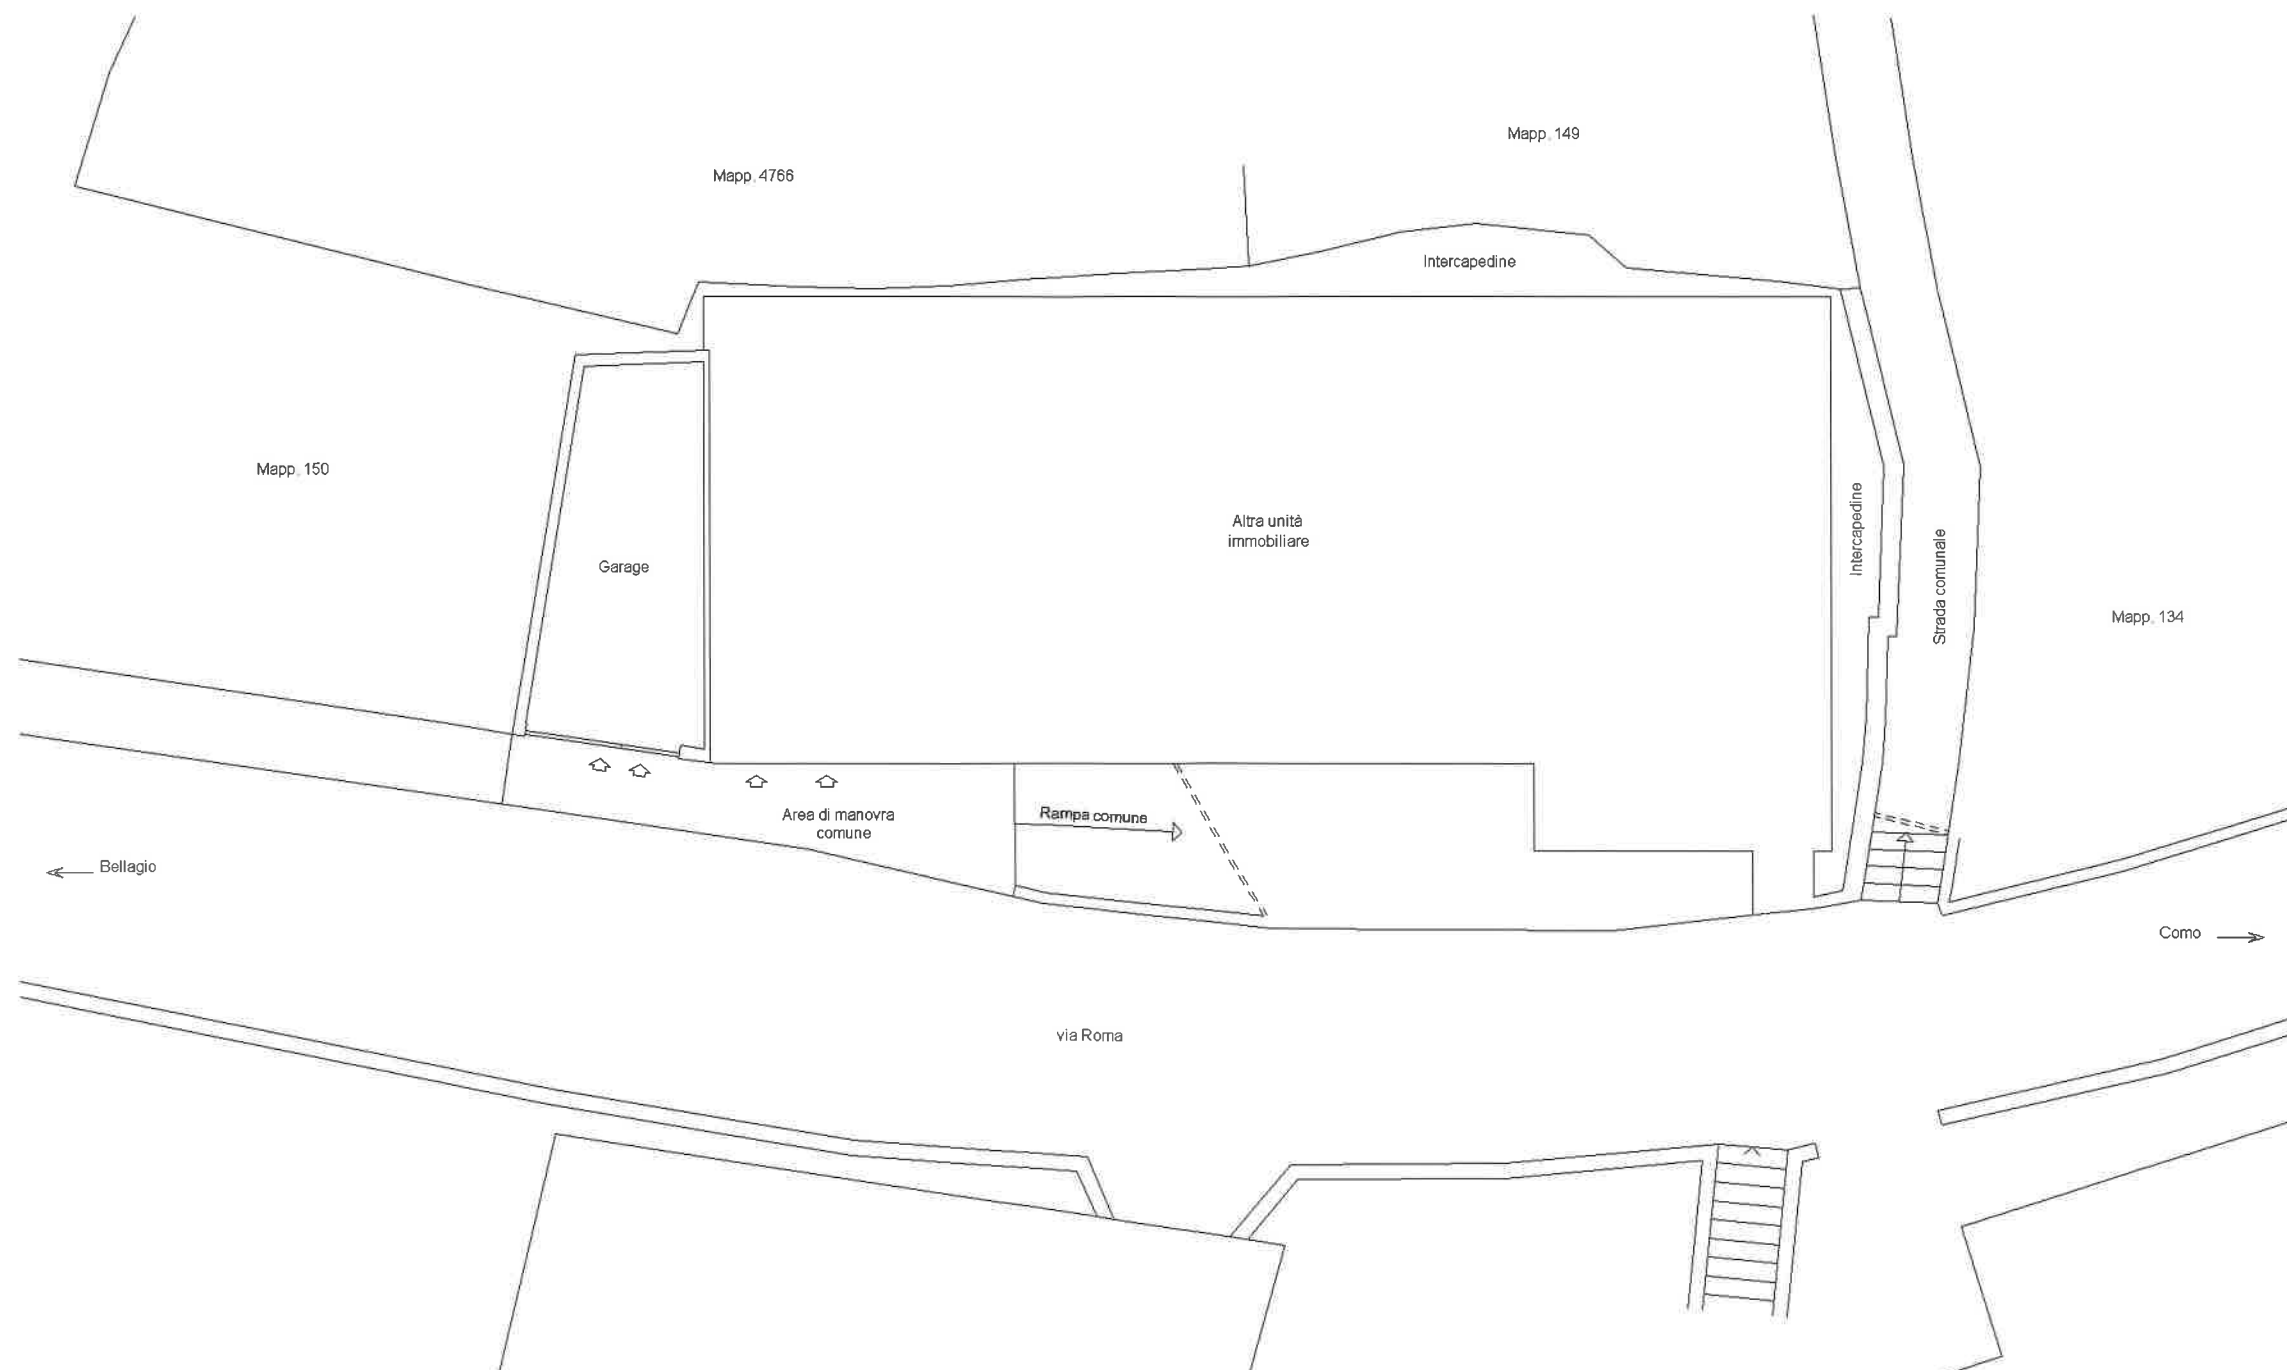 Mapp. 149
Mapp. 4766
Intercapedine
Mapp. 150
Altra unità
immobiliare
Intercapedine
Strada comunale
Garage
Mapp. 134
Area di manovra
comune
Rampa comune
Bellagio
Como
via Roma